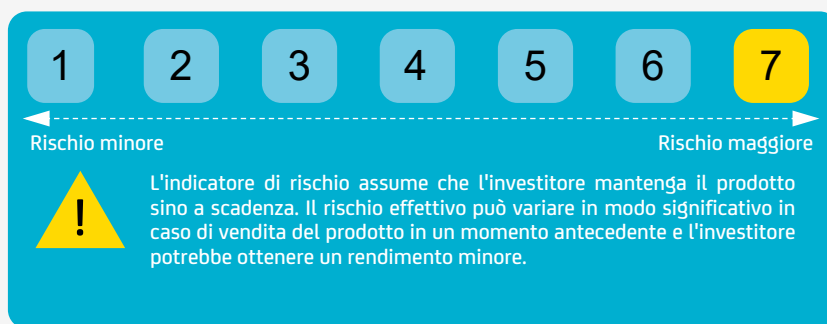 1 2 3 4 5 6 7
Rischio minore Rischio maggiore
!
L'indicatore di rischio assume che l'investitore mantenga il prodotto
sino a scadenza. Il rischio effettivo può variare in modo significativo in
caso di vendita del prodotto in un momento antecedente e l'investitore
potrebbe ottenere un rendimento minore.